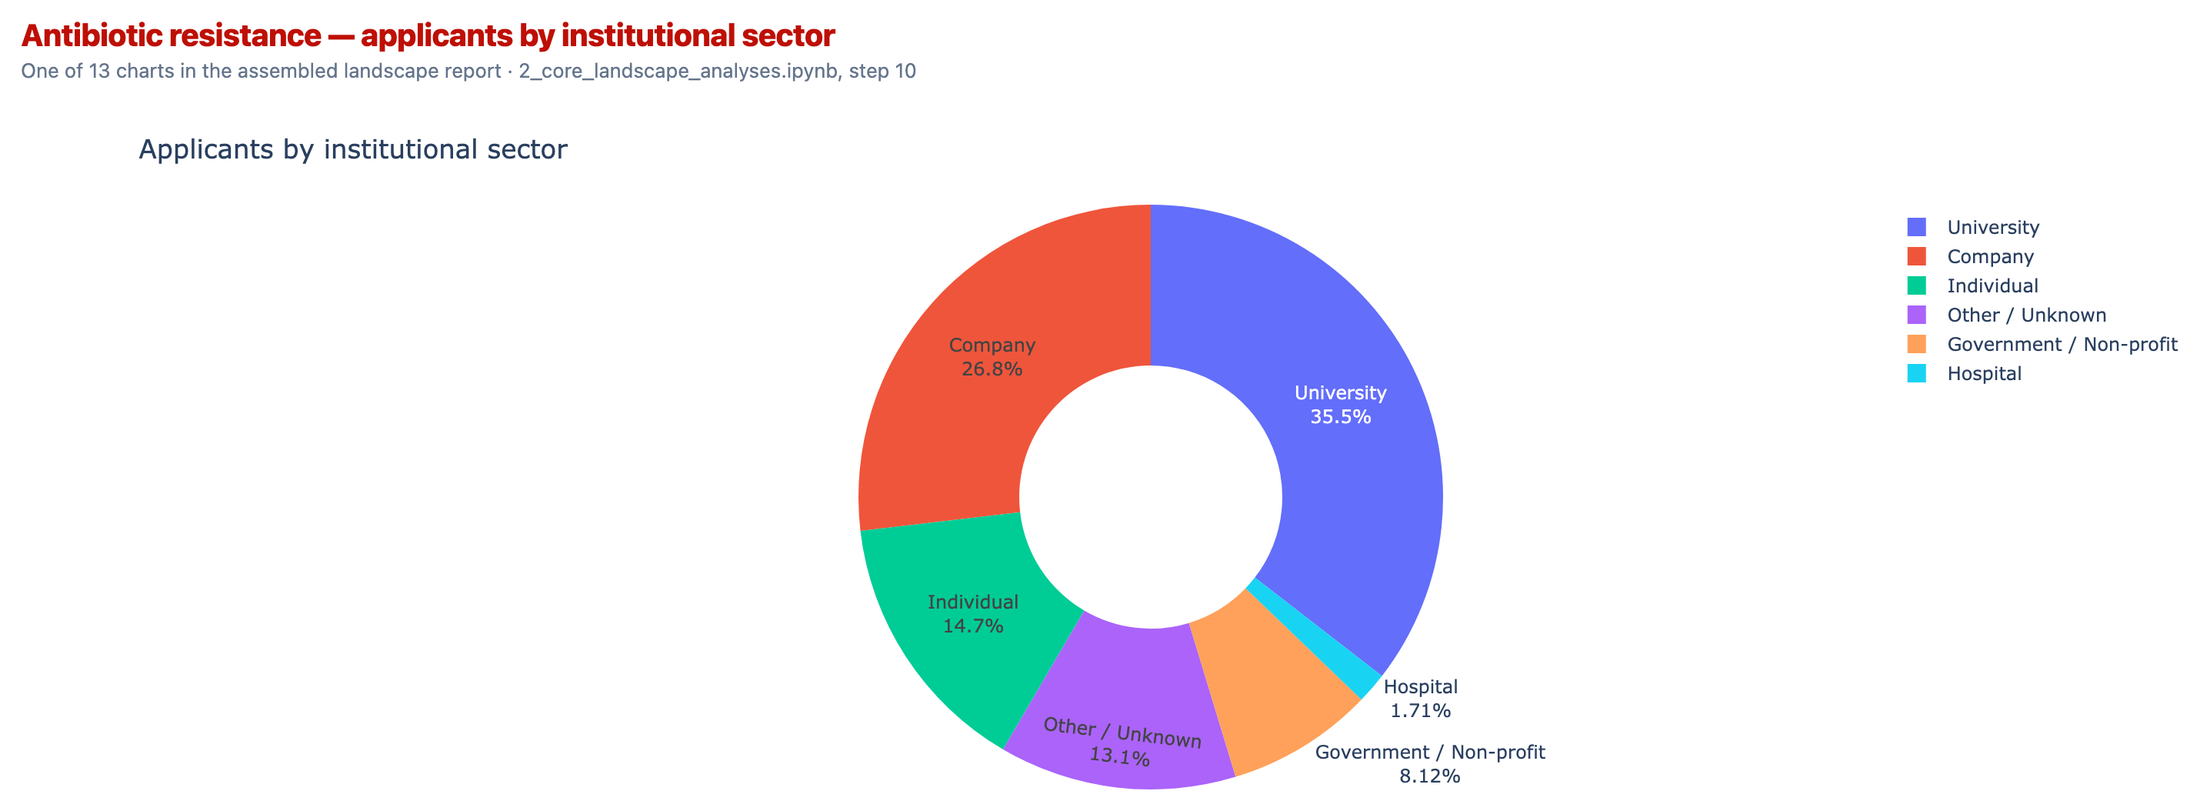 Antibiotic resistance — applicants by institutional sector
One of 13 charts in the assembled landscape report · 2_core_landscape_analyses.ipynb, step 10
Applicants by institutional sector
University
Company
Individual
Other / Unknown
Government / Non-profit
Hospital
Company
26.8%
University
35.5%
Individual
14.7%
Hospital
1.71%
Other / Unknown
13.1%
Government / Non-profit
8.12%